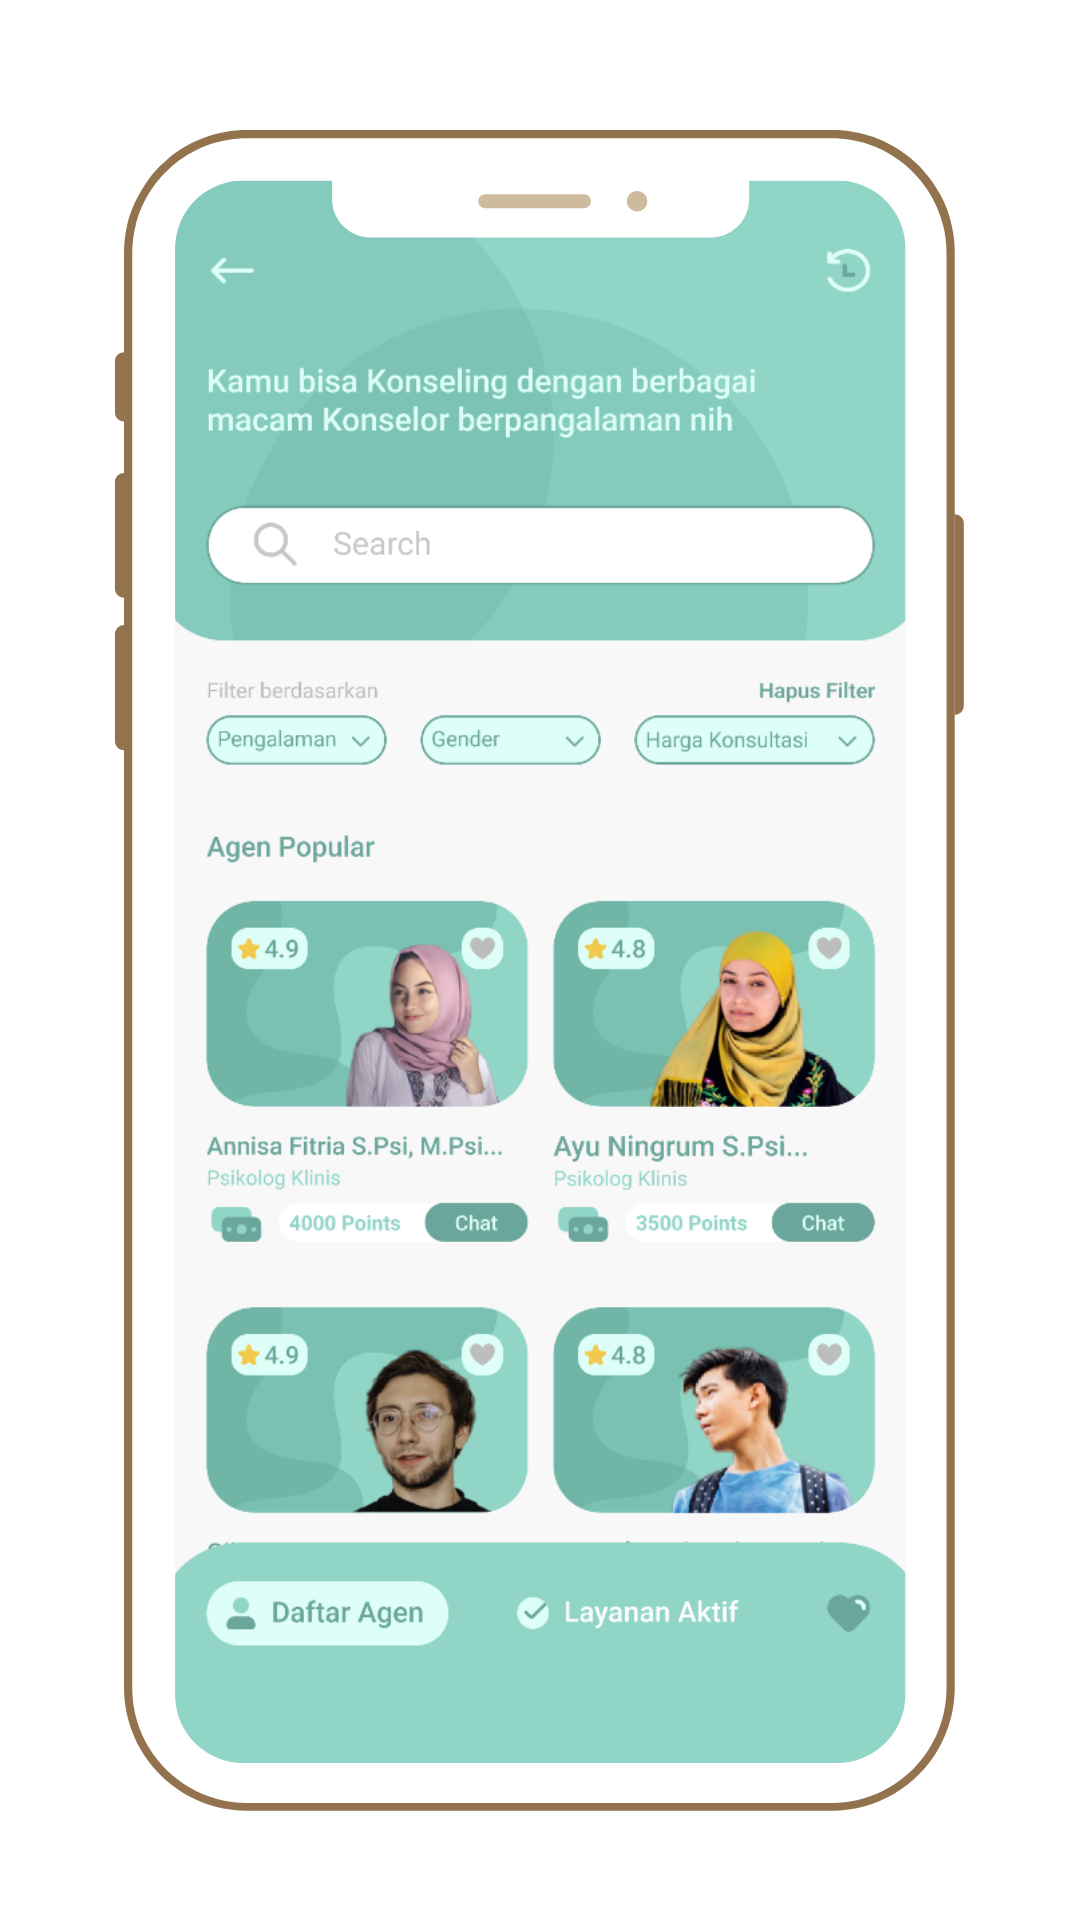 Kamu bisa Konseling dengan berbagai
macam Konselor berpangalaman nih
Search
Filter berdasarkan
Hapus Filter
Pengalaman
Gender
Harga Konsultasi
Agen Popular
4.9
4.8
Annisa Fitria S.Psi, M.Psi...
Ayu Ningrum S.Psi...
Psikolog Klinis
Psikolog Klinis
4000 Points
Chat
3500 Points
Chat
4.9
4.8
Daftar Agen
Layanan Aktif